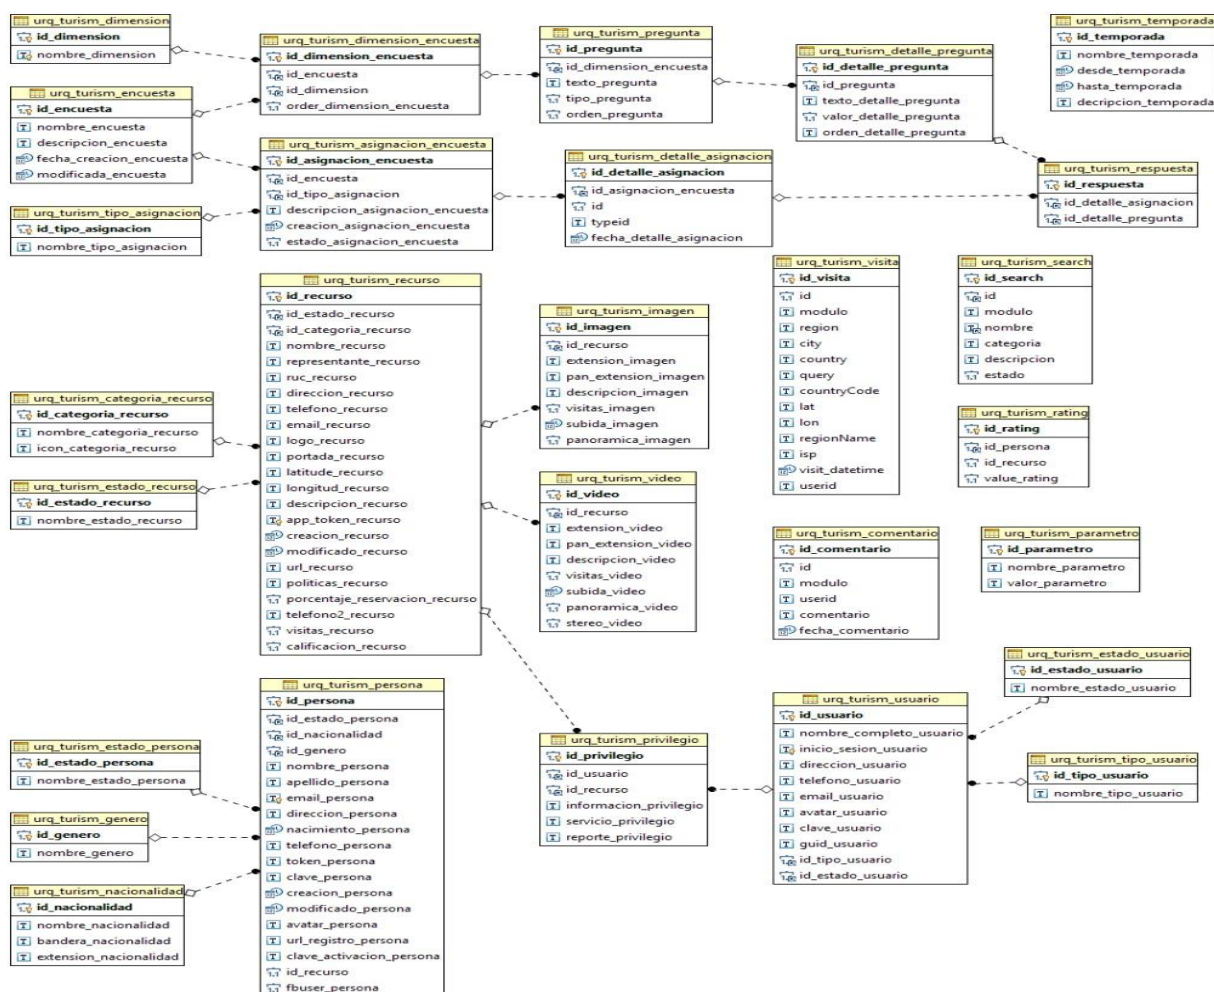 urq_turism_dimension
id_dimension
nombre_dimension
urq_turism_encuesta
id_encuesta
nombre_encuesta
descripcion_encuesta
fecha_creacion_encuesta
modificada_encuesta
urq_turism_tipo_asignacion
id_tipo_asignacion
nombre_tipo_asignacion
urq_turism_dimension_encuesta
id_dimension_encuesta
id_encuesta
id_dimension
order_dimension_encuesta
urq_turism_asignacion_encuesta
id_asignacion_encuesta
id_encuesta
id_tipo_asignacion
descripcion_asignacion_encuesta
creacion_asignacion_encuesta
estado_asignacion_encuesta
urq_turism_pregunta
id_pregunta
id_dimension_encuesta
texto_pregunta
tipo_pregunta
orden_pregunta
urq_turism_detalle_asignacion
id_detalle_asignacion
id_asignacion_encuesta
id
typeid
fecha_detalle_asignacion
urq_turism_detalle_pregunta
id_detalle_pregunta
id_pregunta
texto_detalle_pregunta
valor_detalle_pregunta
orden_detalle_pregunta
urq_turism_temporada
id_temporada
nombre_temporada
desde_temporada
hasta_temporada
decripcion_temporada
urq_turism_respuesta
id_respuesta
id_detalle_asignacion
id_detalle_pregunta
urq_turism_categoria_recurso
id_categoria_recurso
nombre_categoria_recurso
icon_categoria_recurso
urq_turism_estado_recurso
id_estado_recurso
nombre_estado_recurso
urq_turism_recurso
id_recurso
id_estado_recurso
id_categoria_recurso
nombre_recurso
representante_recurso
ruc_recurso
direccion_recurso
telefono_recurso
email_recurso
logo_recurso
portada_recurso
latitude_recurso
longitud_recurso
descripcion_recurso
app_token_recurso
creacion_recurso
modificado_recurso
url_recurso
politicas_recurso
porcentaje_reservacion_recurso
telefono2_recurso
visitas_recurso
calificacion_recurso
urq_turism_imagen
id_imagen
id_recurso
extension_imagen
pan_extension_imagen
descripcion_imagen
visitas_imagen
subida_imagen
panoramica_imagen
urq_turism_video
id_video
id_recurso
extension_video
pan_extension_video
descripcion_video
visitas_video
subida_video
panoramica_video
stereo_video
urq_turism_visita
id_visita
id
modulo
region
city
country
query
countryCode
lat
lon
regionName
isp
visit_datetime
userid
urq_turism_search
id_search
id
modulo
nombre
categoria
descripcion
estado
urq_turism_rating
id_rating
id_persona
id_recurso
value_rating
urq_turism_comentario
id_comentario
id
modulo
userid
comentario
fecha_comentario
urq_turism_parametro
id_parametro
nombre_parametro
valor_parametro
urq_turism_estado_persona
id_estado_persona
nombre_estado_persona
urq_turism_genero
id_genero
nombre_genero
urq_turism_nacionalidad
id_nacionalidad
nombre_nacionalidad
bandera_nacionalidad
extension_nacionalidad
urq_turism_persona
id_persona
id_estado_persona
id_nacionalidad
id_genero
nombre_persona
apellido_persona
email_persona
direccion_persona
nacimiento_persona
telefono_persona
token_persona
clave_persona
creacion_persona
modificado_persona
avatar_persona
url_registro_persona
clave_activacion_persona
id_recurso
fbuser_persona
urq_turism_privilegio
id_privilegio
id_usuario
id_recurso
informacion_privilegio
servicio_privilegio
reporte_privilegio
urq_turism_usuario
id_usuario
nombre_completo_usuario
inicio_sesion_usuario
direccion_usuario
telefono_usuario
email_usuario
avatar_usuario
clave_usuario
guid_usuario
id_tipo_usuario
id_estado_usuario
urq_turism_estado_usuario
id_estado_usuario
nombre_estado_usuario
urq_turism_tipo_usuario
id_tipo_usuario
nombre_tipo_usuario